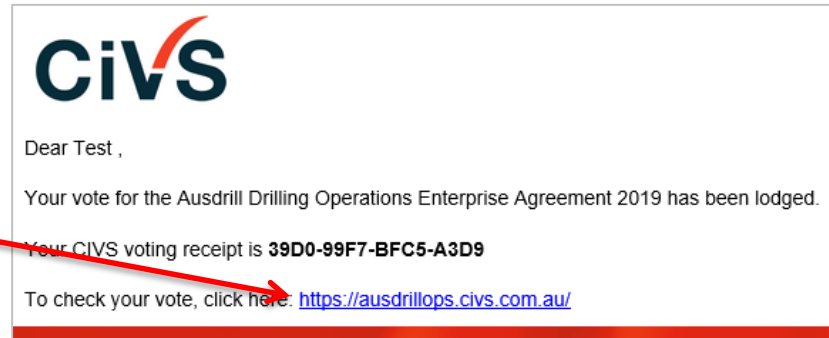 CiVS
Dear Test ,
Your vote for the Ausdrill Drilling Operations Enterprise Agreement 2019 has been lodged.
Your CIVS voting receipt is 39D0-99F7-BFC5-A3D9
To check your vote, click here: https://ausdrillops.civs.com.au/